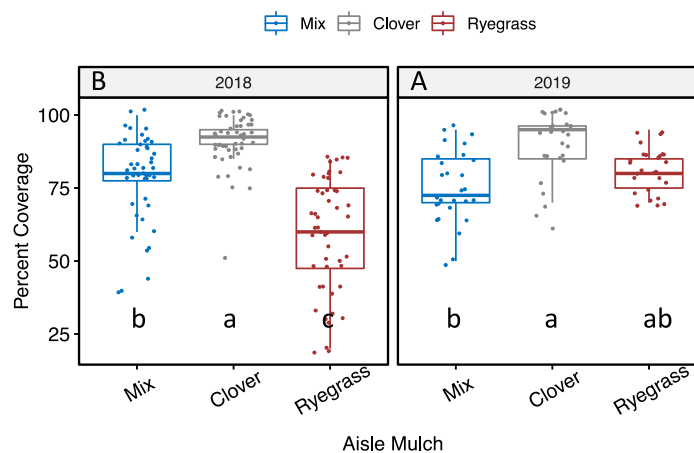 Mix Clover Ryegrass
B 2018 A 2019
Percent Coverage
100
75
50
25
b a c b a ab
Mix Clover Ryegrass Mix Clover Ryegrass
Aisle Mulch